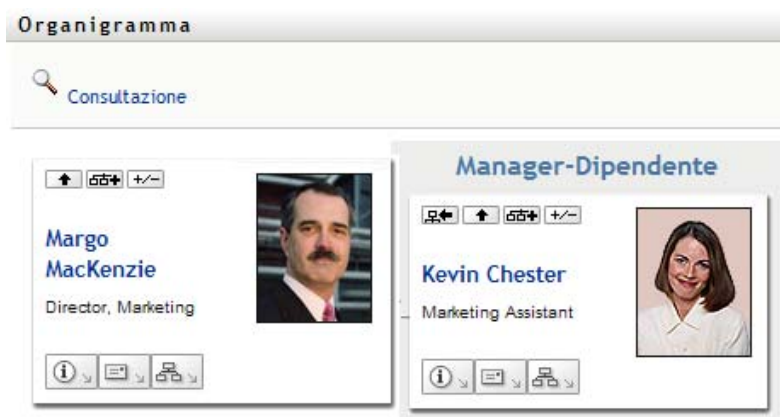 Organigramma
Consultazione
Manager-Dipendente
Margo
MacKenzie
Director, Marketing
Kevin Chester
Marketing Assistant